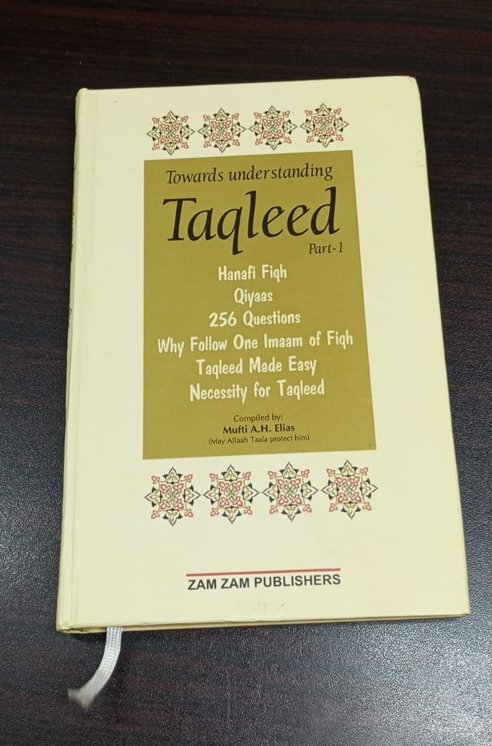 Towards understanding
Taqleed
Part-1
Hanafi Fiqh
Qiyaas
256 Questions
Why Follow One Imaam of Fiqh
Taqleed Made Easy
Necessity for Taqleed
Compiled by:
Mufti A.H. Elias
(May Allaah Taala protect him)
ZAM ZAM PUBLISHERS